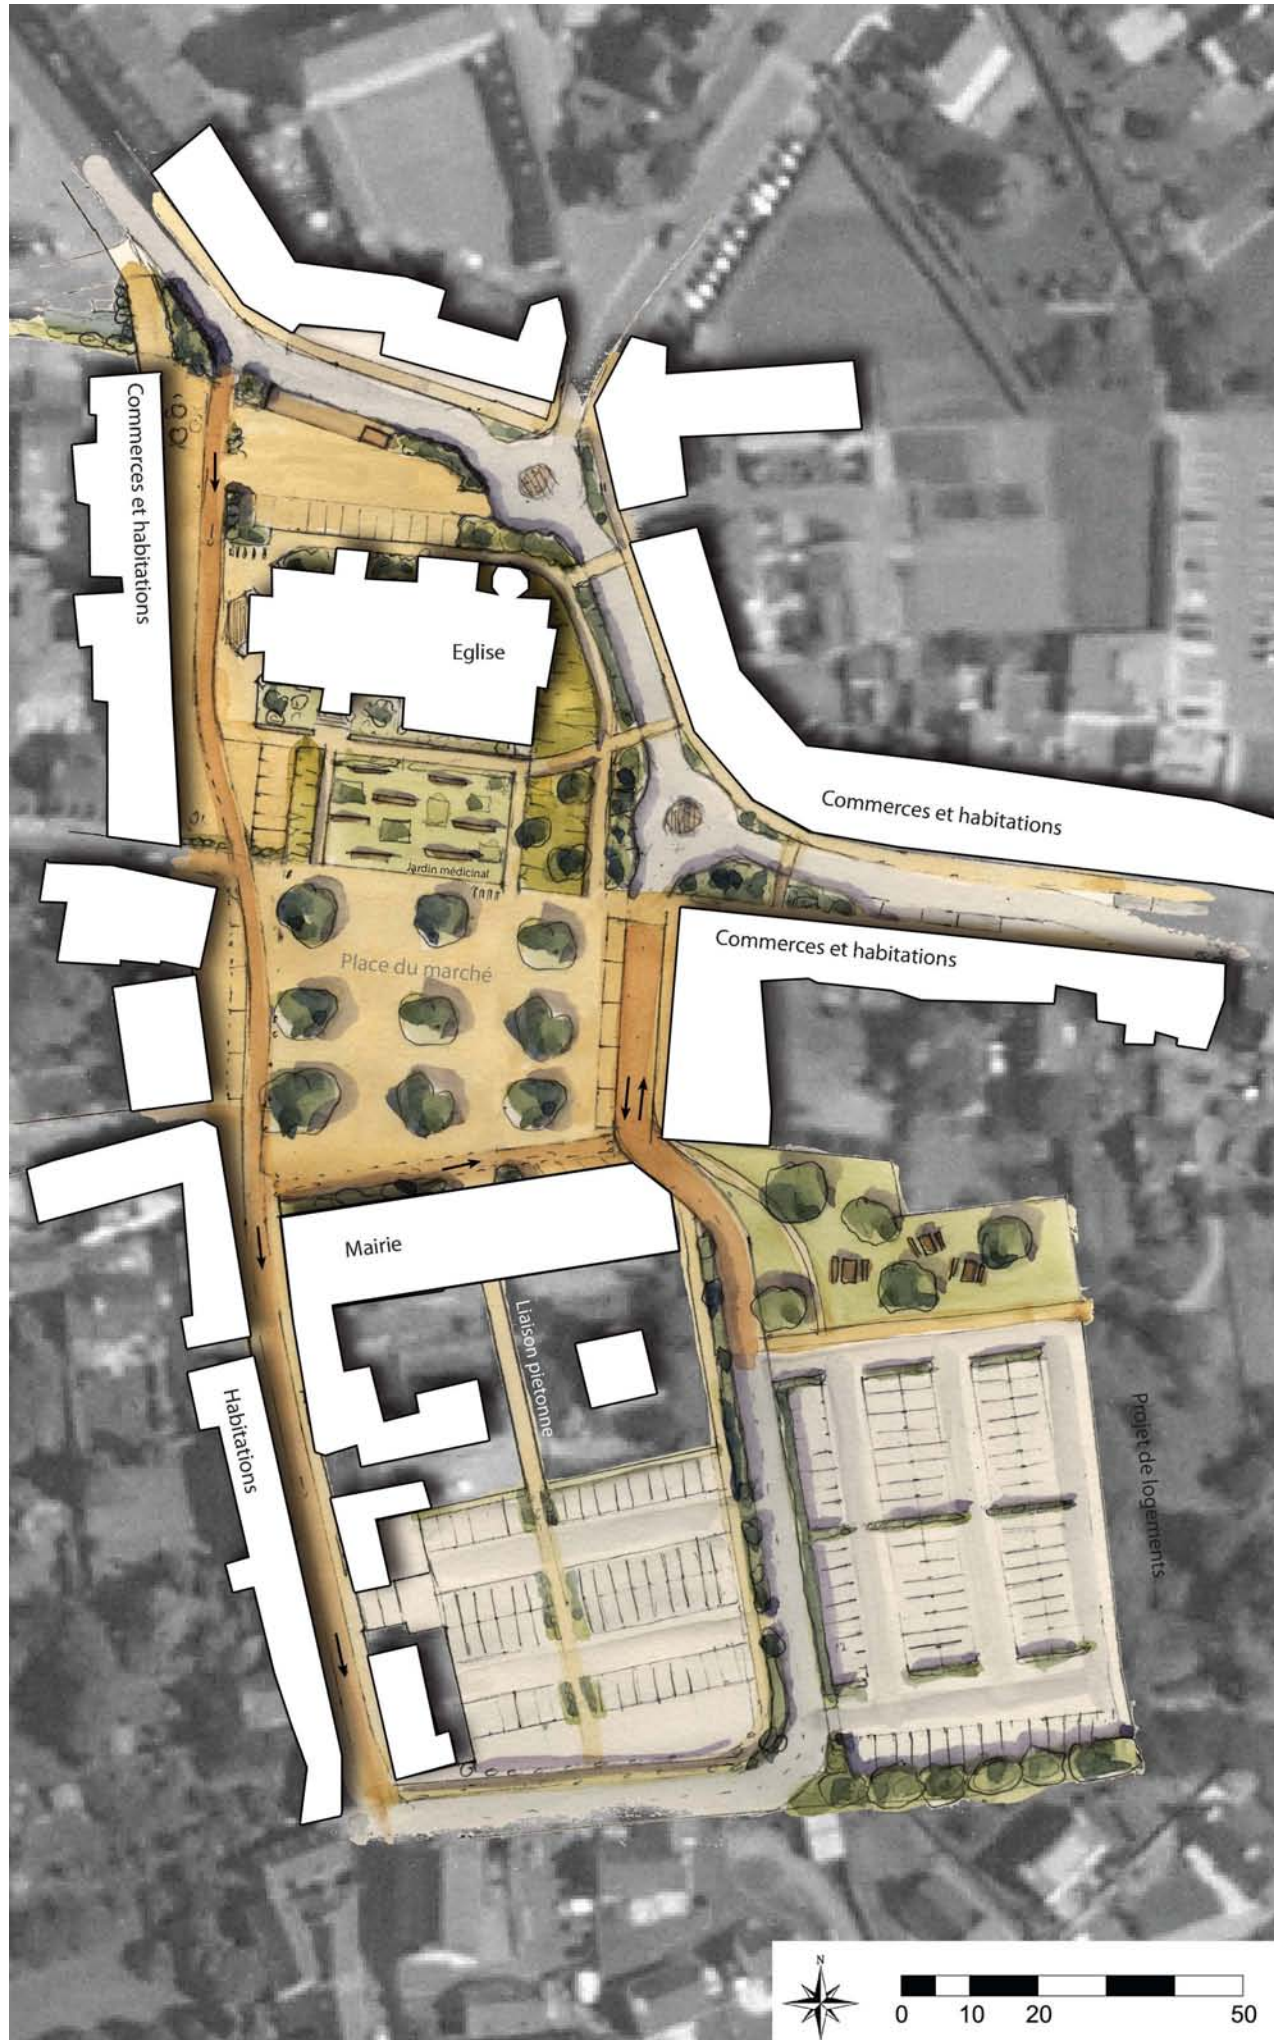 Commerces et habitations
Eglise
Commerces et habitations
Jardin médicinal
Commerces et habitations
Place du marché
Mairie
Liaison pietonne
Habitations
Projet de logements
N
0 10 20 50